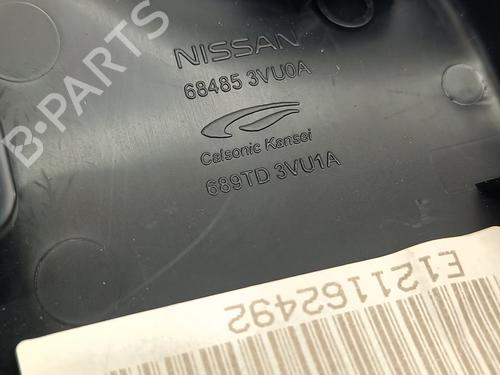 NISSAN
68485 3VU0A
Calsonic Kansei
689TD 3VU1A
E121162492
B-PARTS